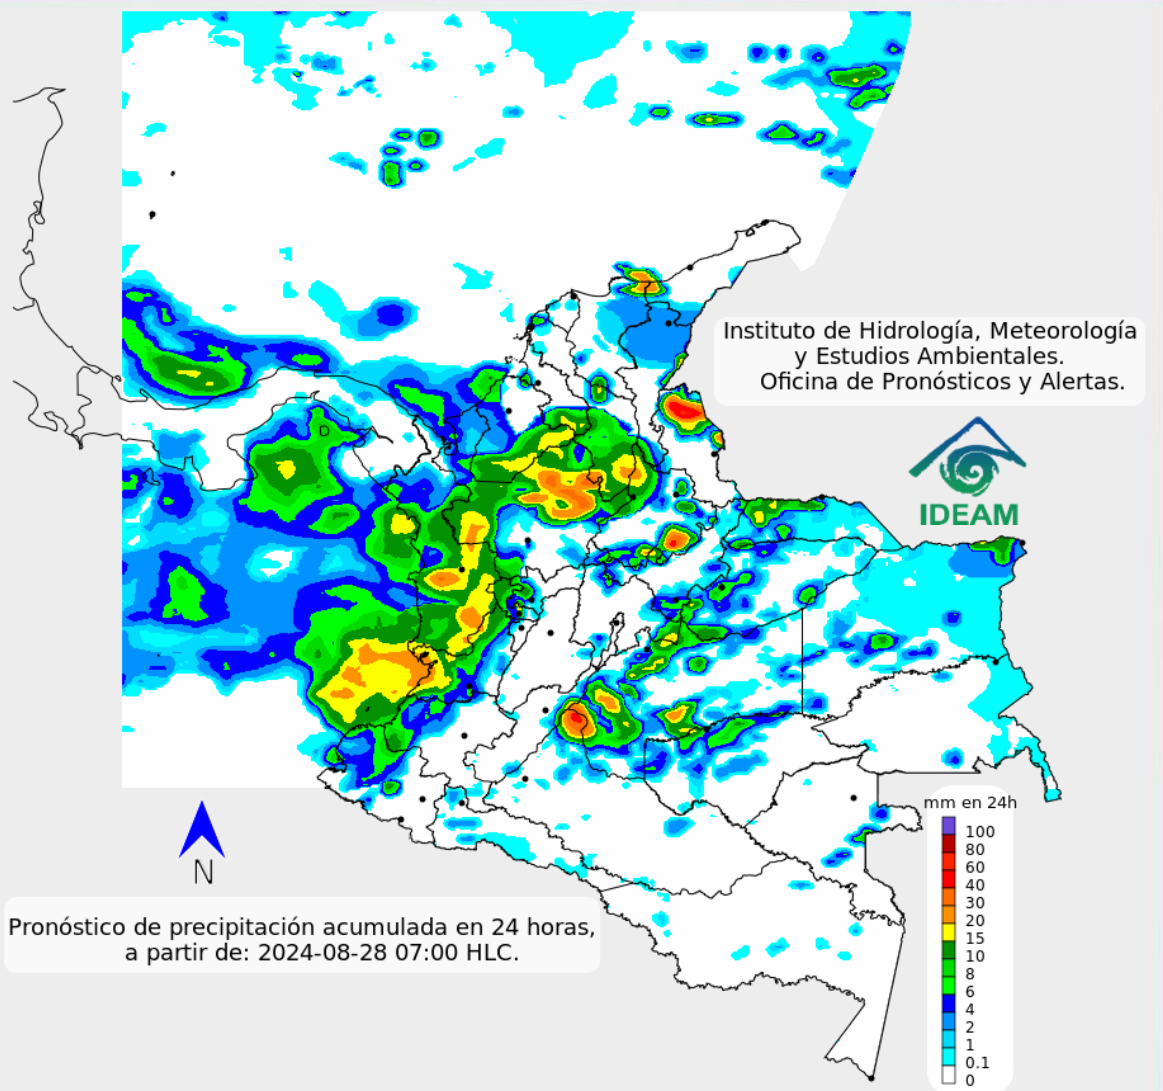 Instituto de Hidrología, Meteorología
y Estudios Ambientales.
Oficina de Pronósticos y Alertas.
IDEAM
mm en 24h
100
80
60
40
30
20
15
10
8
6
4
2
1
0.1
0
N
Pronóstico de precipitación acumulada en 24 horas,
a partir de: 2024-08-28 07:00 HLC.